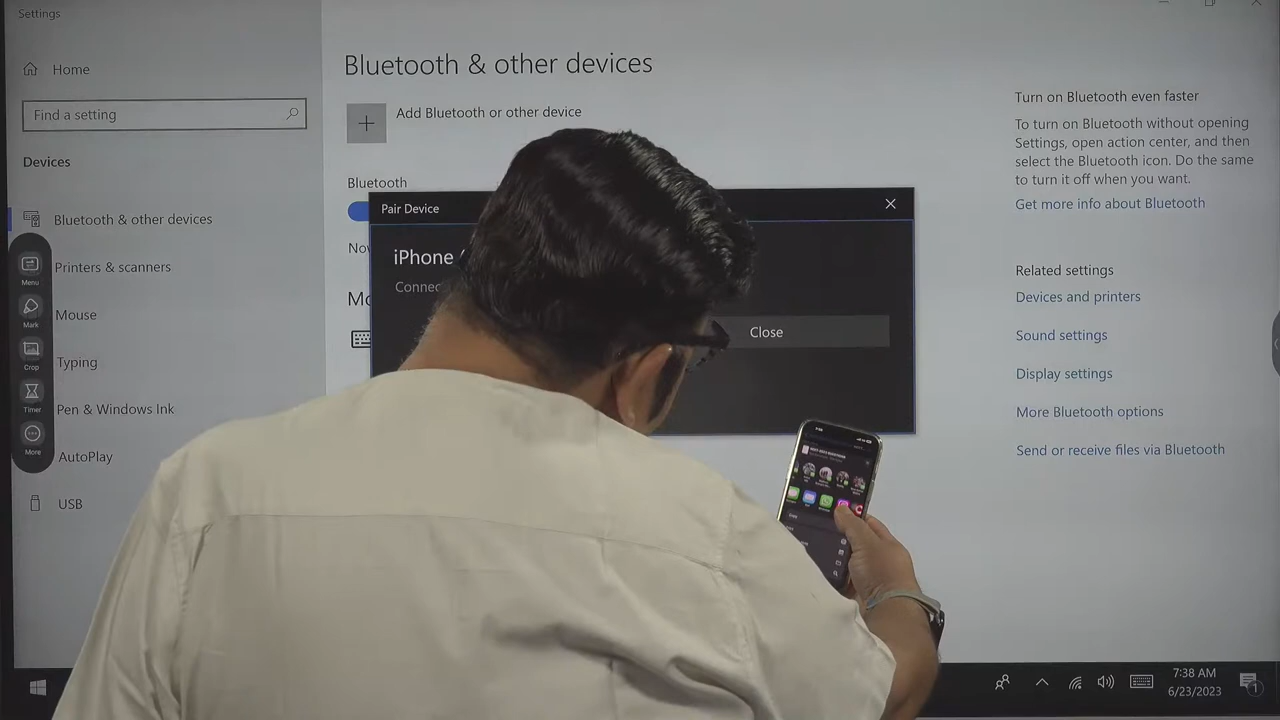 Settings
Home
Find a setting
Devices
Bluetooth & other devices
Printers & scanners
Mouse
Typing
Pen & Windows Ink
AutoPlay
USB
Menu
Mark
Crop
Timer
More
Bluetooth & other devices
Add Bluetooth or other device
Bluetooth
Pair Device
iPhone
Close
Turn on Bluetooth even faster
To turn on Bluetooth without opening
Settings, open action center, and then
select the Bluetooth icon. Do the same
to turn it off when you want.
Get more info about Bluetooth
Related settings
Devices and printers
Sound settings
Display settings
More Bluetooth options
Send or receive files via Bluetooth
7:38 AM
6/23/2023
1